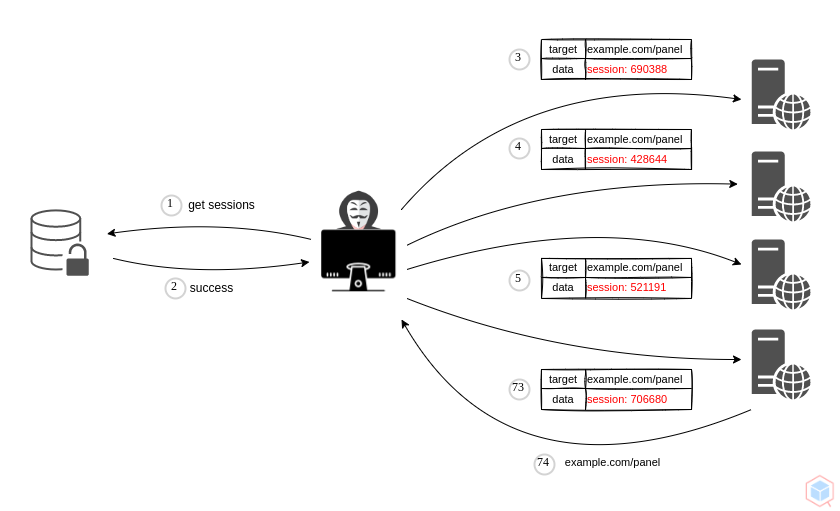 1 get sessions
2 success
3
target example.com/panel
data session: 690388
4
target example.com/panel
data session: 428644
5
target example.com/panel
data session: 521191
73
target example.com/panel
data session: 706680
74 example.com/panel